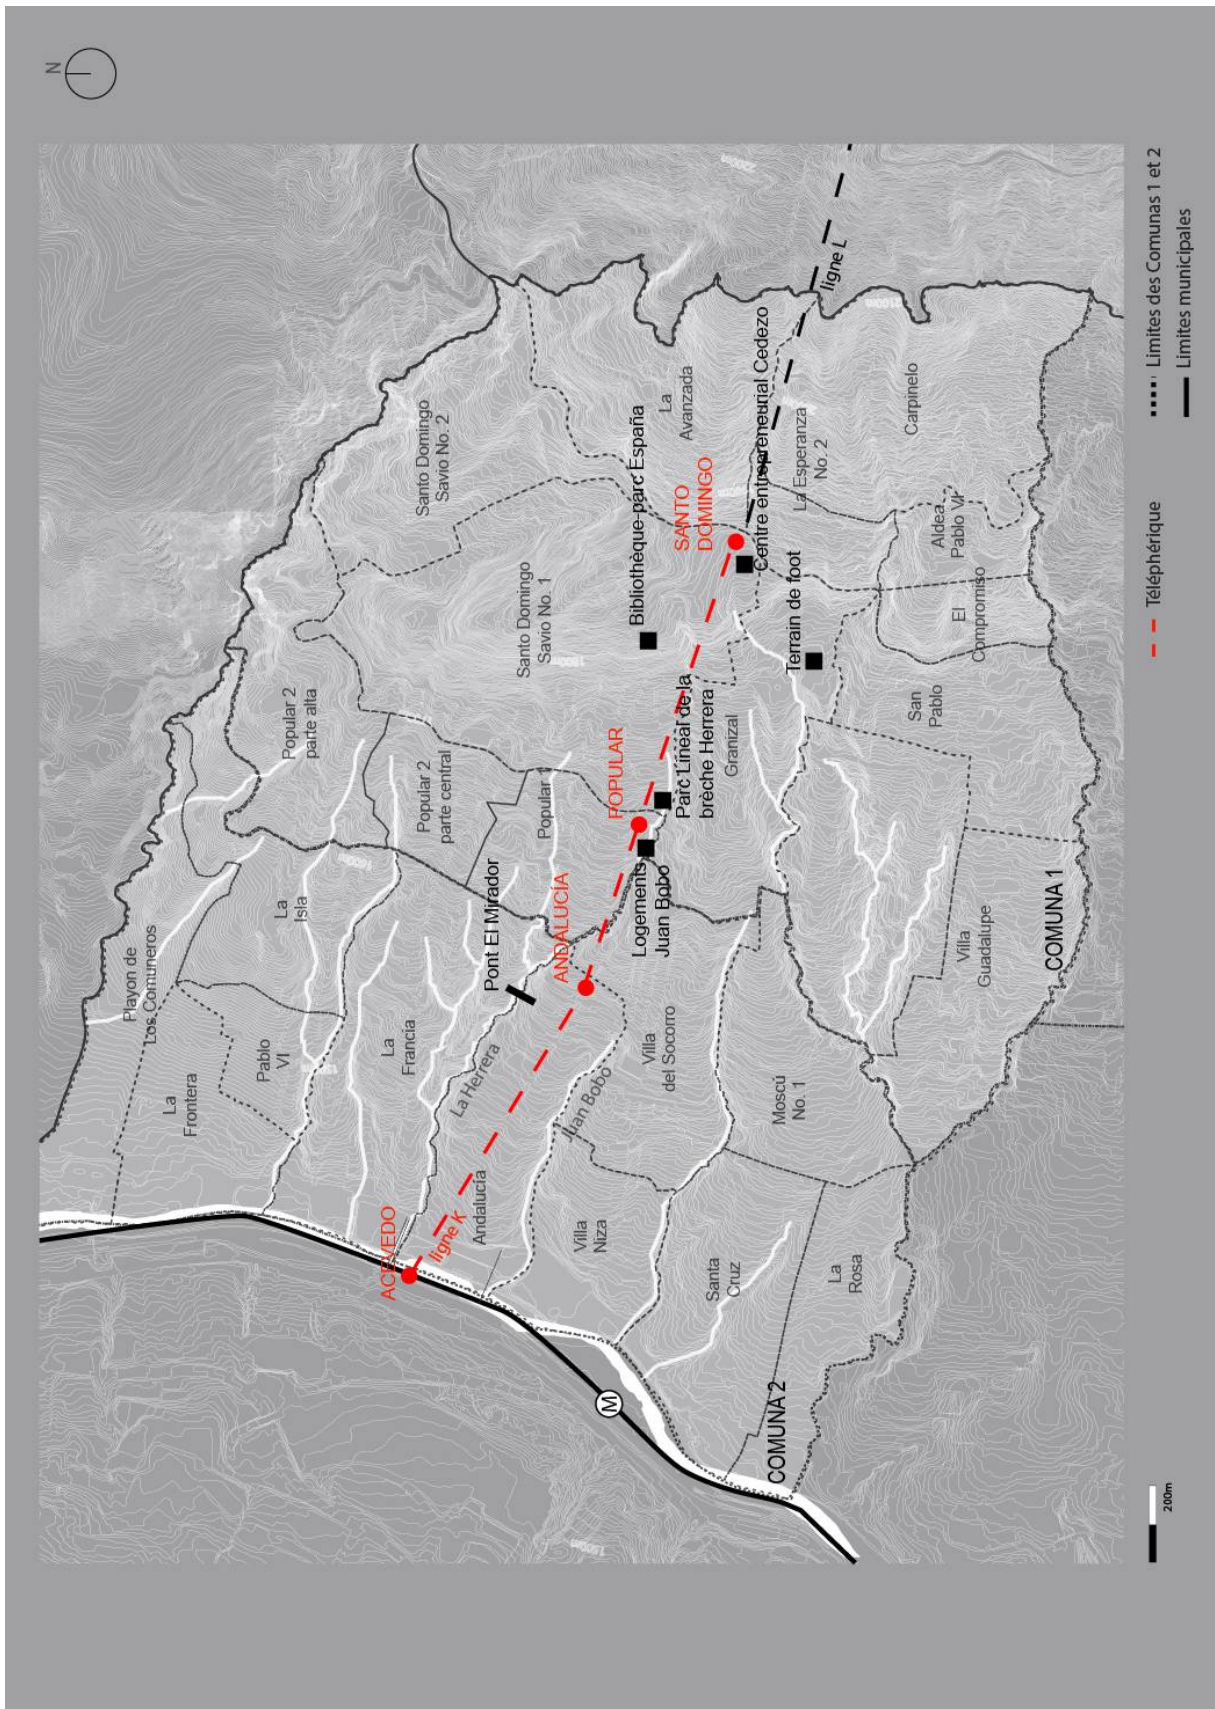 N
Playon de
Los Comuneros
La
Frontera
Pablo
VI
La
Isla
Popular 2
parte alta
Santo Domingo
Savio No. 2
La
Francia
Popular 2
parte central
Pont El Mirador
Popular 1
Santo Domingo
Savio No. 1
La Herrera
ACEVEDO
ligne K
Andalucía
ANDALUCÍA
Juan Bobo
POPULAR
Bibliothèque-parc España
La
Avanzada
Logements
Juan Bobo
Parc Lineal de la
brèche Herrera
Granizal
SANTO
DOMINGO
Centre entrepreneurial Cedezo
ligne L
Villa
Niza
Villa
del Socorro
M
Terrain de foot
La Esperanza
No. 2
Moscú
No. 1
Santa
Cruz
La
Rosa
COMUNA 2
San
Pablo
El
Compromiso
Aldea
Pablo VI
Carpinelo
Villa
Guadalupe
COMUNA 1
200m
Téléphérique
Limites des Comunas 1 et 2
Limites municipales